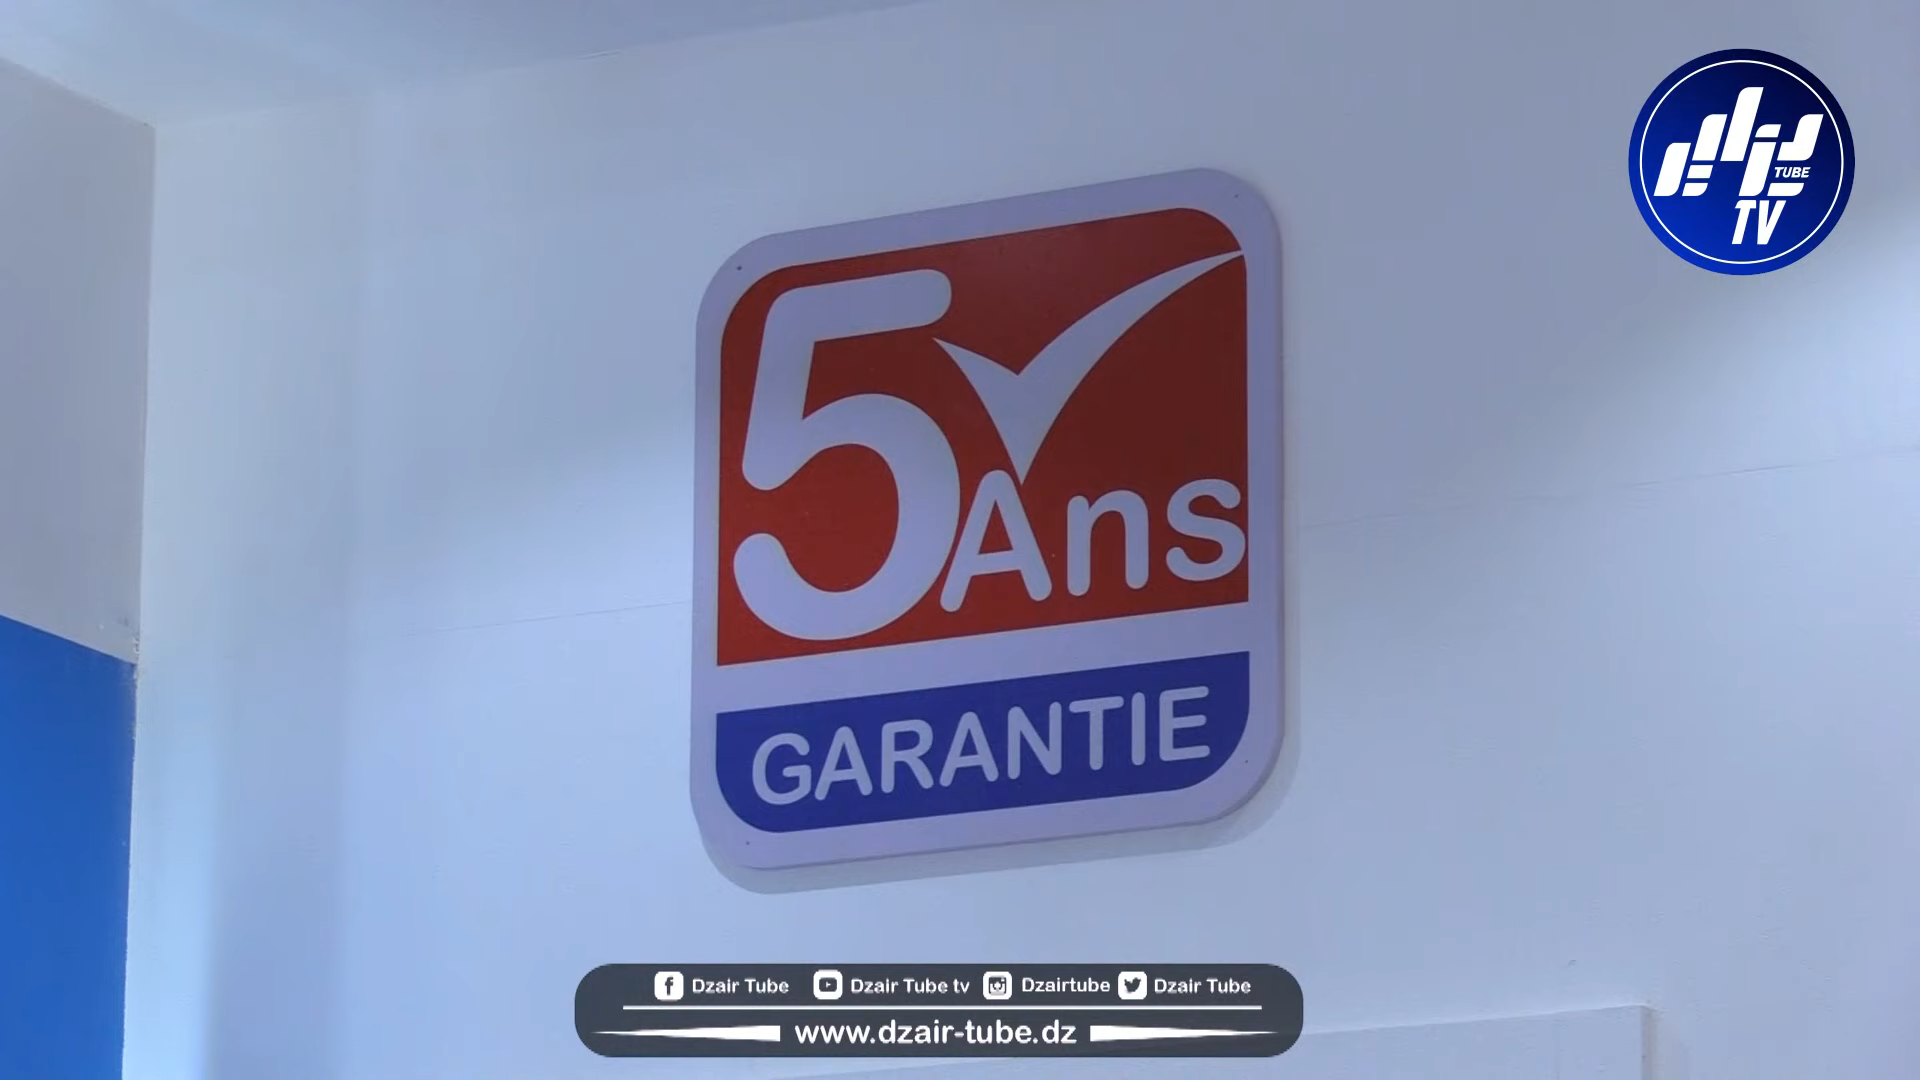 TUBE
TV
5 Ans
GARANTIE
Dzair Tube Dzair Tube tv Dzairtube Dzair Tube
www.dzair-tube.dz